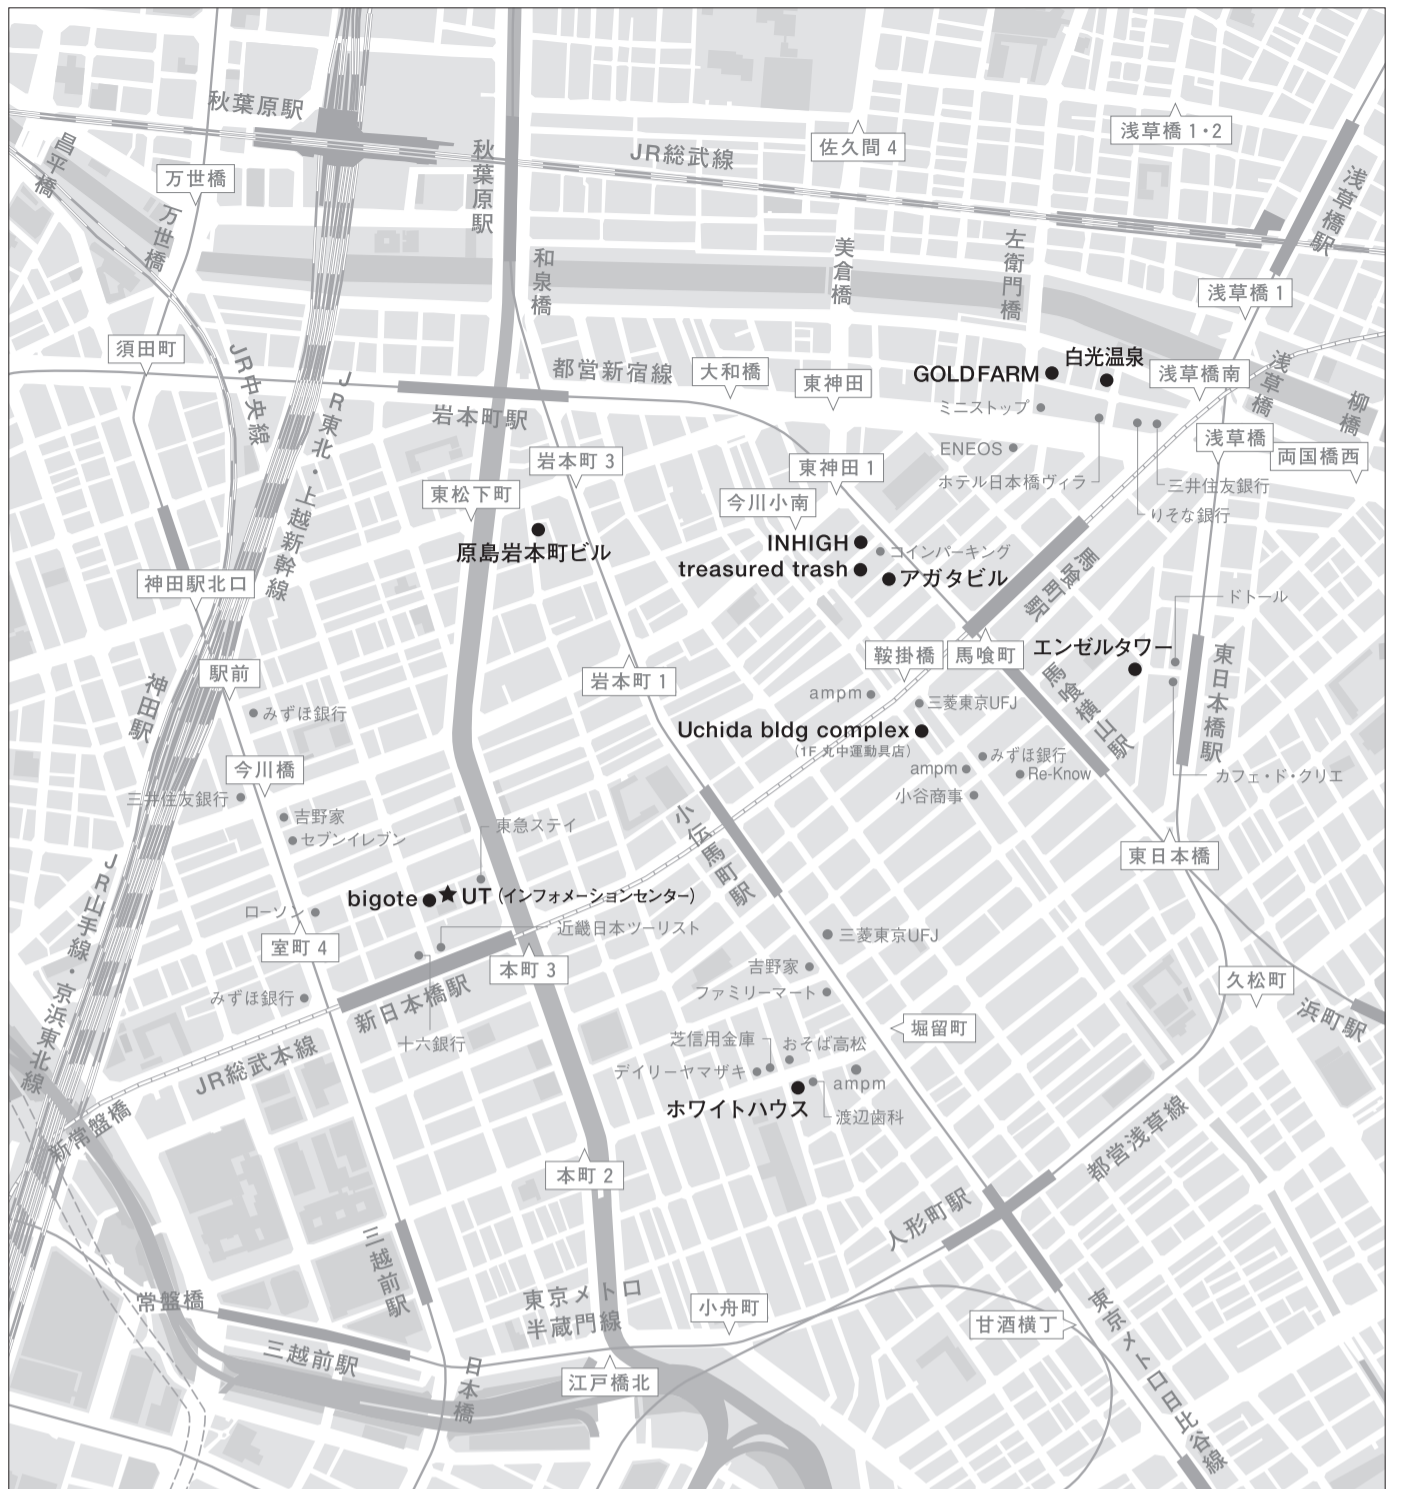 秋葉原駅
昌平橋
万世橋
万世橋
秋葉原駅
JR総武線
佐久間4
浅草橋1・2
浅草橋駅
和泉橋
美倉橋
左衛門橋
浅草橋1
須田町
JR中央線
JR東北・上越新幹線
都営新宿線
大和橋
東神田
GOLD FARM
白光温泉
浅草橋南
浅草橋
柳橋
ミニストップ
岩本町駅
岩本町3
東神田1
ENEOS
浅草橋
両国橋西
ホテル日本橋ヴィラ
三井住友銀行
りそな銀行
東松下町
今川小南
原島岩本町ビル
INHIGH
コインパーキング
treasured trash
アガタビル
馬喰町駅
神田駅北口
ドトール
鞍掛橋
馬喰町
エンゼルタワー
駅前
岩本町1
神田駅
馬喰横山駅
東日本橋駅
みずほ銀行
ampm
三菱東京UFJ
Uchida bldg complex
(1F 丸中運動具店)
みずほ銀行
ampm
Re-Know
カフェ・ド・クリエ
小谷商事
今川橋
三井住友銀行
吉野家
セブンイレブン
東急ステイ
小伝馬町駅
東日本橋
JR山手線・京浜東北線
bigote
★UT(インフォメーションセンター)
ローソン
近畿日本ツーリスト
三菱東京UFJ
室町4
本町3
吉野家
久松町
みずほ銀行
新日本橋駅
ファミリーマート
浜町駅
十六銀行
堀留町
JR総武本線
芝信用金庫
おそば高松
デイリーヤマザキ
ampm
ホワイトハウス
渡辺歯科
新常盤橋
都営浅草線
本町2
人形町駅
三越前駅
常盤橋
東京メトロ
半蔵門線
小舟町
甘酒横丁
三越前駅
日本橋
江戸橋北
東京メトロ日比谷線